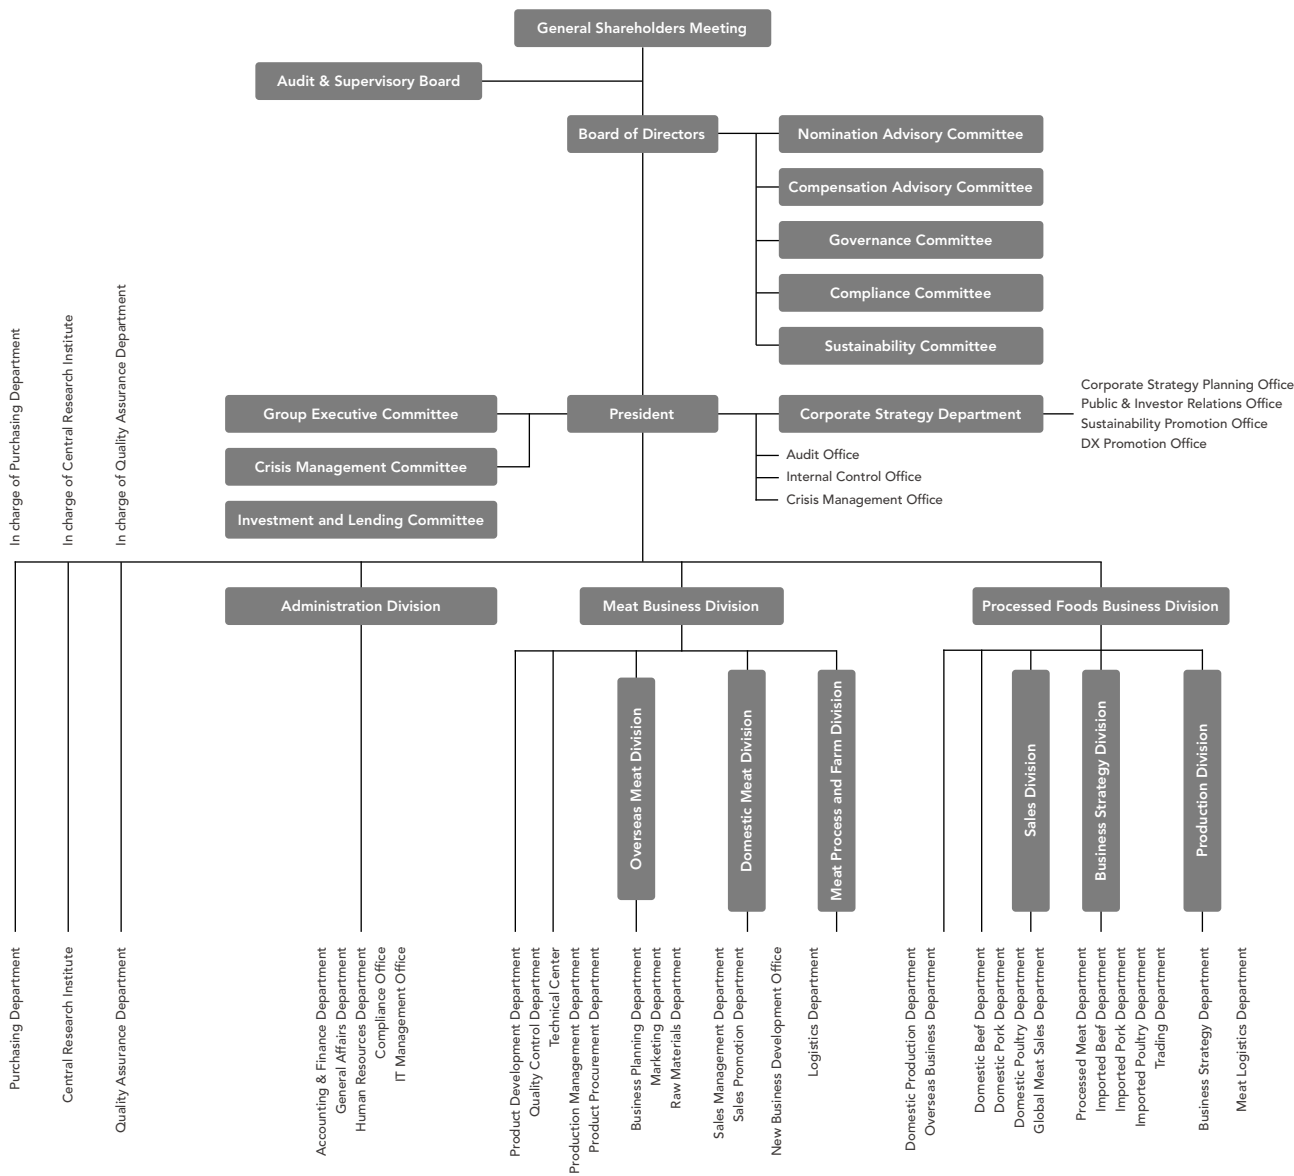 General Shareholders Meeting
Audit & Supervisory Board
Board of Directors
Nomination Advisory Committee
Compensation Advisory Committee
Governance Committee
Compliance Committee
Sustainability Committee
In charge of Purchasing Department
In charge of Central Research Institute
In charge of Quality Assurance Department
Group Executive Committee
President
Corporate Strategy Department
Corporate Strategy Planning Office
Public & Investor Relations Office
Sustainability Promotion Office
DX Promotion Office
Crisis Management Committee
Audit Office
Internal Control Office
Crisis Management Office
Investment and Lending Committee
Administration Division
Meat Business Division
Processed Foods Business Division
Overseas Meat Division
Domestic Meat Division
Meat Process and Farm Division
Sales Division
Business Strategy Division
Production Division
Purchasing Department
Central Research Institute
Quality Assurance Department
Accounting & Finance Department
General Affairs Department
Human Resources Department
Compliance Office
IT Management Office
Product Development Department
Quality Control Department
Technical Center
Production Management Department
Product Procurement Department
Business Planning Department
Marketing Department
Raw Materials Department
Sales Management Department
Sales Promotion Department
New Business Development Office
Logistics Department
Domestic Production Department
Overseas Business Department
Domestic Beef Department
Domestic Pork Department
Domestic Poultry Department
Global Meat Sales Department
Processed Meat Department
Imported Beef Department
Imported Pork Department
Imported Poultry Department
Trading Department
Business Strategy Department
Meat Logistics Department